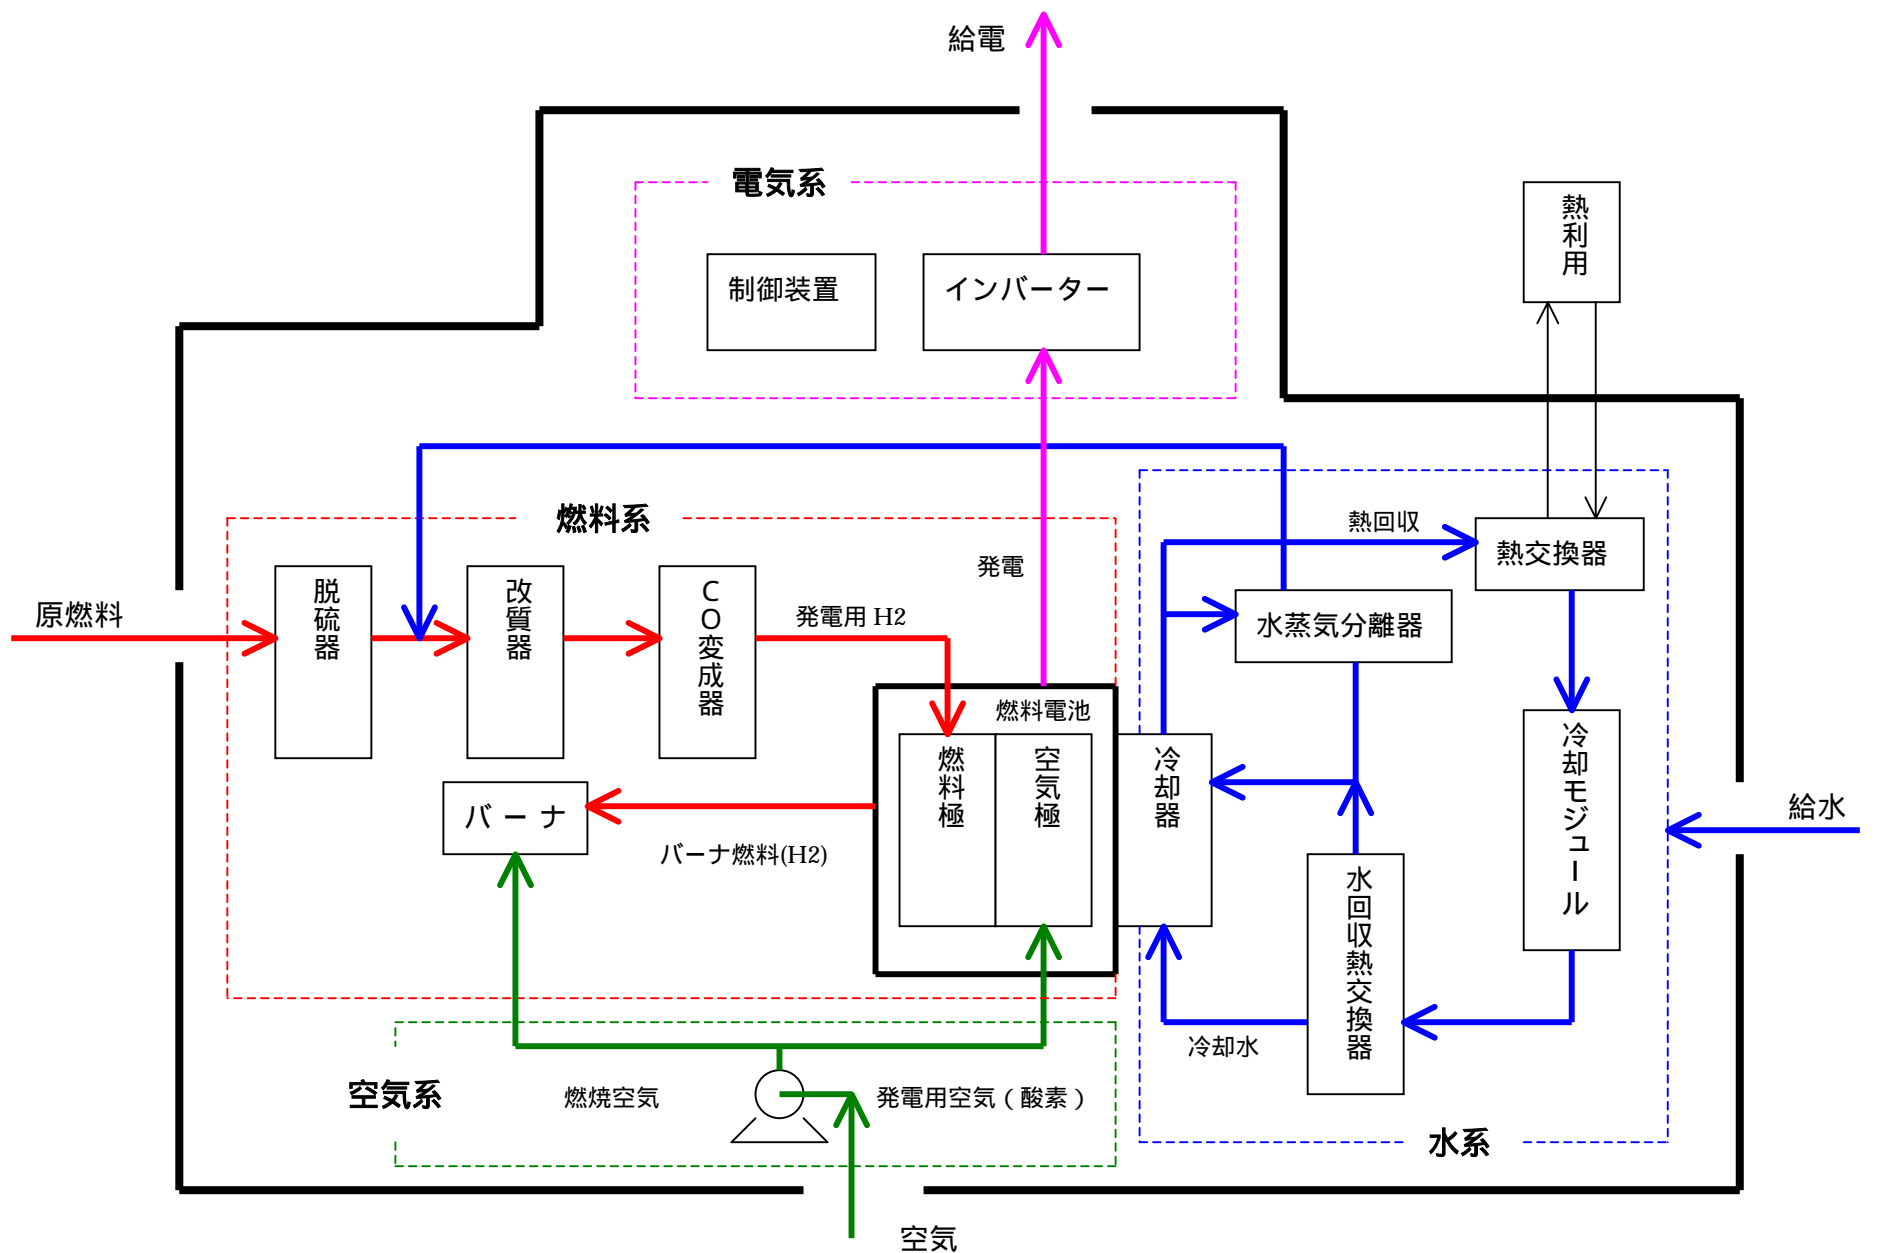 給電
電気系
制御装置
インバーター
熱利用
燃料系
発電
熱回収
熱交換器
原燃料
脱硫器
改質器
ＣＯ変成器
発電用 H2
水蒸気分離器
燃料電池
燃料極
空気極
冷却器
冷却モジュール
給水
バーナ
バーナ燃料(H2)
水回収熱交換器
冷却水
空気系
燃焼空気
発電用空気（酸素）
水系
空気